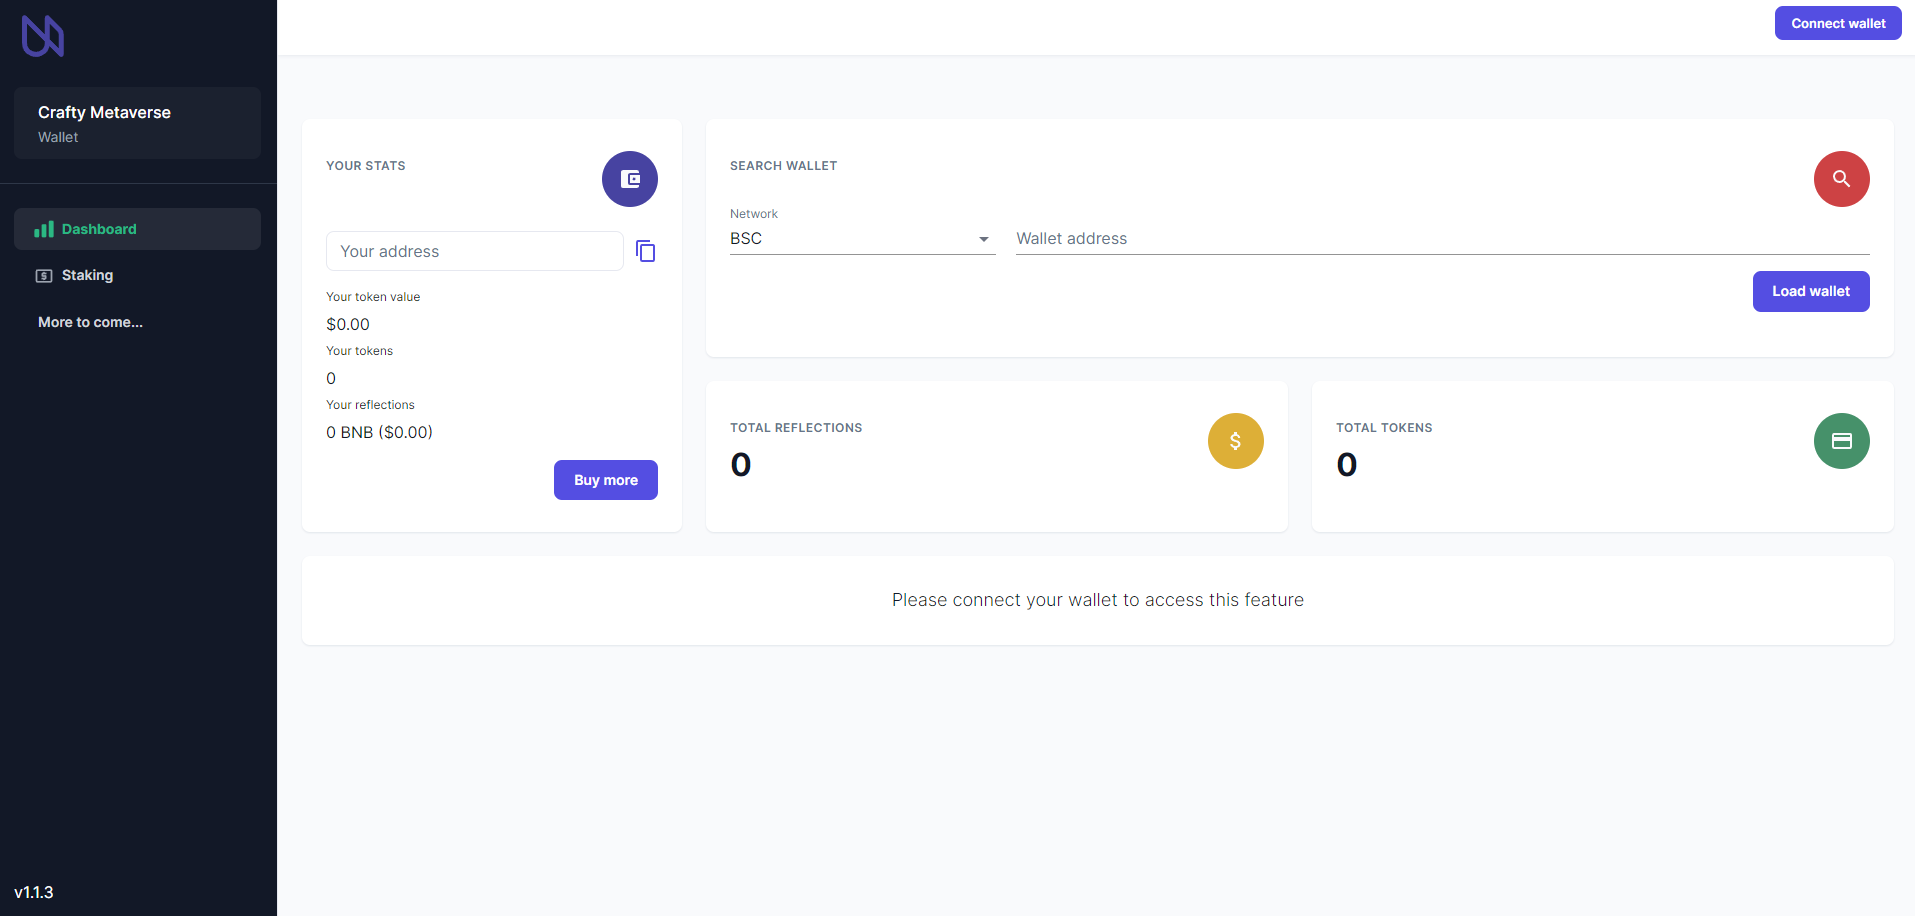 Connect wallet
Crafty Metaverse
Wallet
Dashboard
Staking
More to come...
v1.1.3
YOUR STATS
Your address
Your token value
$0.00
Your tokens
0
Your reflections
0 BNB ($0.00)
Buy more
SEARCH WALLET
Network
BSC
Wallet address
Load wallet
TOTAL REFLECTIONS
0
TOTAL TOKENS
0
Please connect your wallet to access this feature